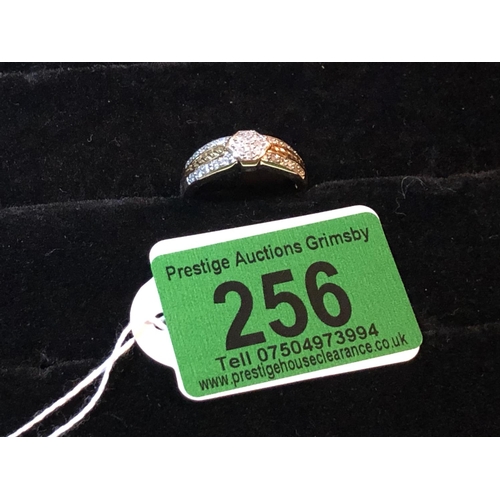 Prestige Auctions Grimsby
256
Tell 07504973994
www.prestigehouseclearance.co.uk